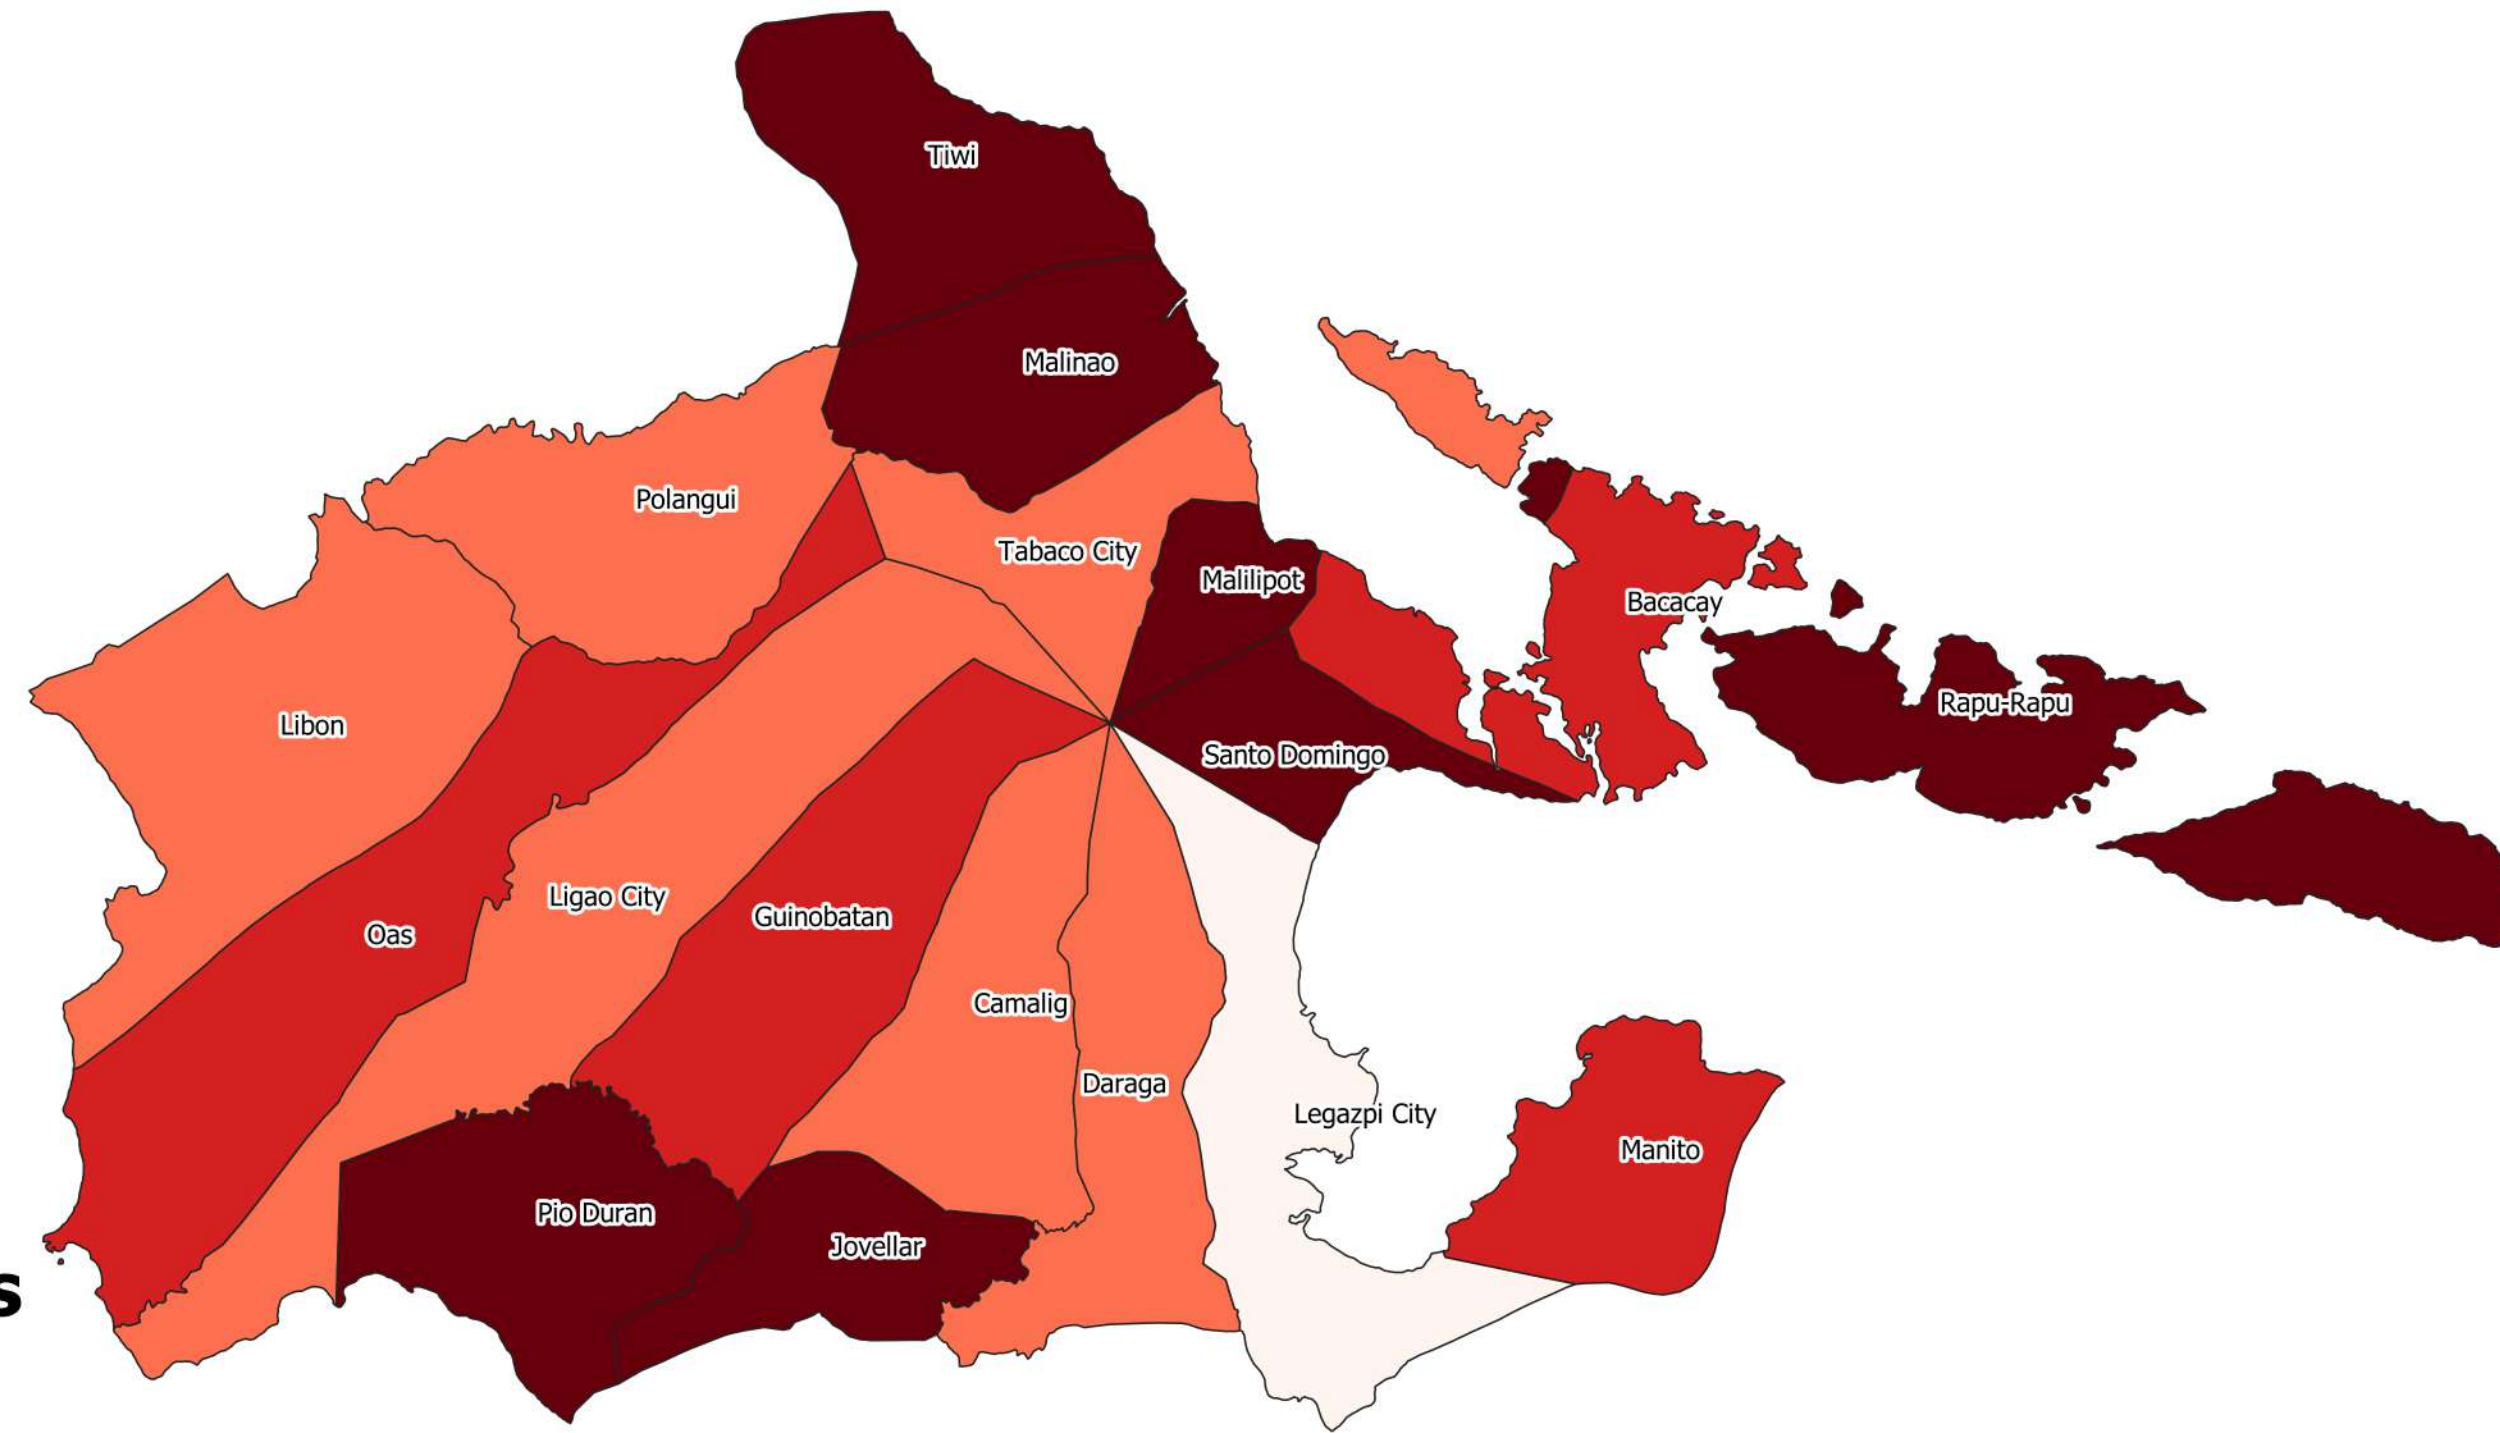 Tiwi
Malinao
Polangui
Tabaco City
Malilipot
Bacacay
Rapu-Rapu
Libon
Santo Domingo
Ligao City
Guinobatan
Oas
Camalig
Daraga
Legazpi City
Manito
Pio Duran
Jovellar
s